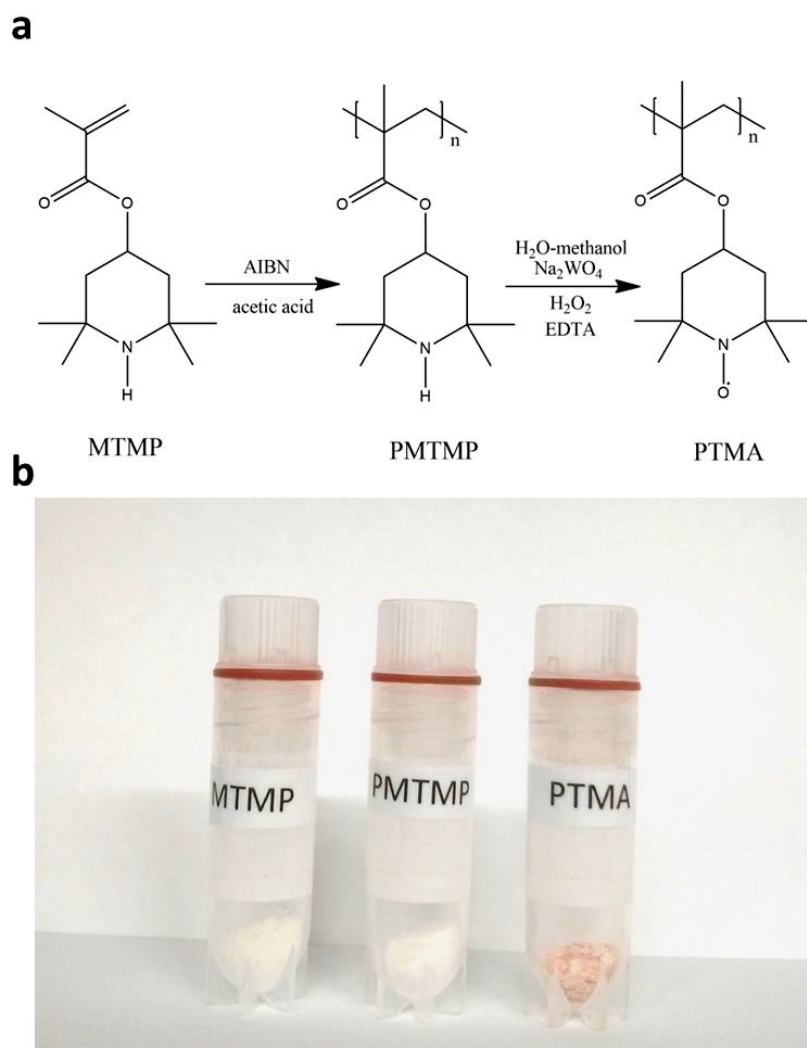 a
O
O
N
H
MTMP
AIBN
acetic acid
n
O
O
N
H
PMTMP
H₂O-methanol
Na₂WO₄
H₂O₂
EDTA
n
O
O
N
O·
PTMA
b
MTMP
PMTMP
PTMA